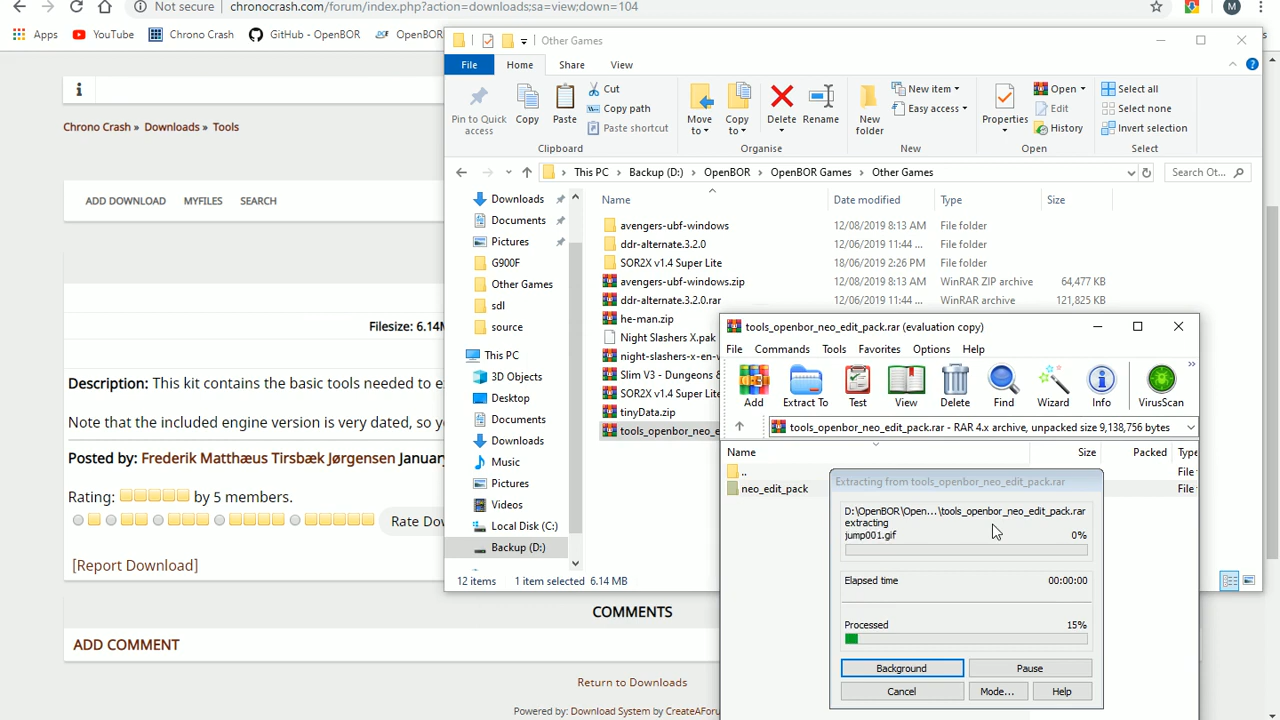 Not secure
chronocrash.com/forum/index.php?action=downloads;sa=view;down=104
M
Apps
YouTube
Chrono Crash
GitHub - OpenBOR
Chrono Crash » Downloads » Tools
ADD DOWNLOAD MYFILES SEARCH
Filesize: 6.14
Description: This kit contains the basic tools needed to
Note that the included engine version is very dated, so
Posted by: Frederik Matthæus Tirsbæk Jørgensen
Rating: by 5 members.
[Report Download]
COMMENTS
ADD COMMENT
Return to Downloads
Powered by: Download System by
Other Games
File Home Share View
Pin to Quick
access
Copy
Paste
Cut
Copy path
Paste shortcut
Clipboard
Move
to
Copy
to
Delete
Rename
Organise
New
folder
New item
Easy access
New
Properties
Open
Edit
History
Open
Select all
Select none
Invert selection
Select
This PC > Backup (D:) > OpenBOR > OpenBOR Games > Other Games
Search Ot...
Downloads
Documents
Pictures
G900F
Other Games
sdl
source
This PC
3D Objects
Desktop
Documents
Downloads
Music
Pictures
Videos
Local Disk (C:)
Backup (D:)
Name Date modified Type Size
avengers-ubf-windows 12/08/2019 8:13 AM File folder
ddr-alternate.3.2.0 12/06/2019 11:44 ... File folder
SOR2X v1.4 Super Lite 18/06/2019 2:26 PM File folder
avengers-ubf-windows.zip 12/08/2019 8:13 AM WinRAR ZIP archive 64,477 KB
ddr-alternate.3.2.0.rar 12/06/2019 11:44 ... WinRAR archive 121,825 KB
he-man.zip
Night Slashers X.pak
night-slashers-x-en-
Slim V3 - Dungeons
SOR2X v1.4 Super Lite
tinyData.zip
tools_openbor_neo_e
12 items 1 item selected 6.14 MB
tools_openbor_neo_edit_pack.rar (evaluation copy)
File Commands Tools Favorites Options Help
Add Extract To Test View Delete Find Wizard Info VirusScan
tools_openbor_neo_edit_pack.rar - RAR 4.x archive, unpacked size 9,138,756 bytes
Name Size Packed Type
.. File
neo_edit_pack File
Extracting from tools_openbor_neo_edit_pack.rar
D:\OpenBOR\Open...\tools_openbor_neo_edit_pack.rar
extracting
jump001.gif 0%
Elapsed time 00:00:00
Processed 15%
Background Pause
Cancel Mode... Help